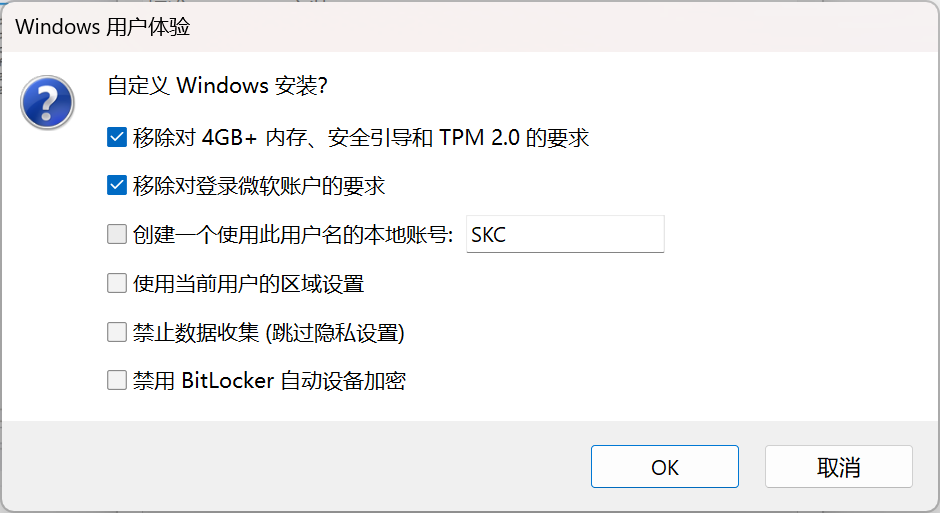 Windows 用户体验
自定义 Windows 安装?
移除对 4GB+ 内存、安全引导和 TPM 2.0 的要求
移除对登录微软账户的要求
创建一个使用此用户名的本地账号: SKC
使用当前用户的区域设置
禁止数据收集 (跳过隐私设置)
禁用 BitLocker 自动设备加密
OK 取消